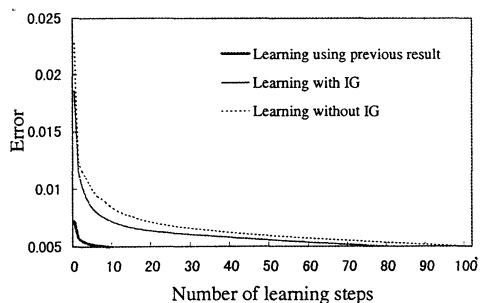 0.025
0.02
0.015
0.01
0.005
Error
Learning using previous result
Learning with IG
Learning without IG
0 10 20 30 40 50 60 70 80 90 100
Number of learning steps